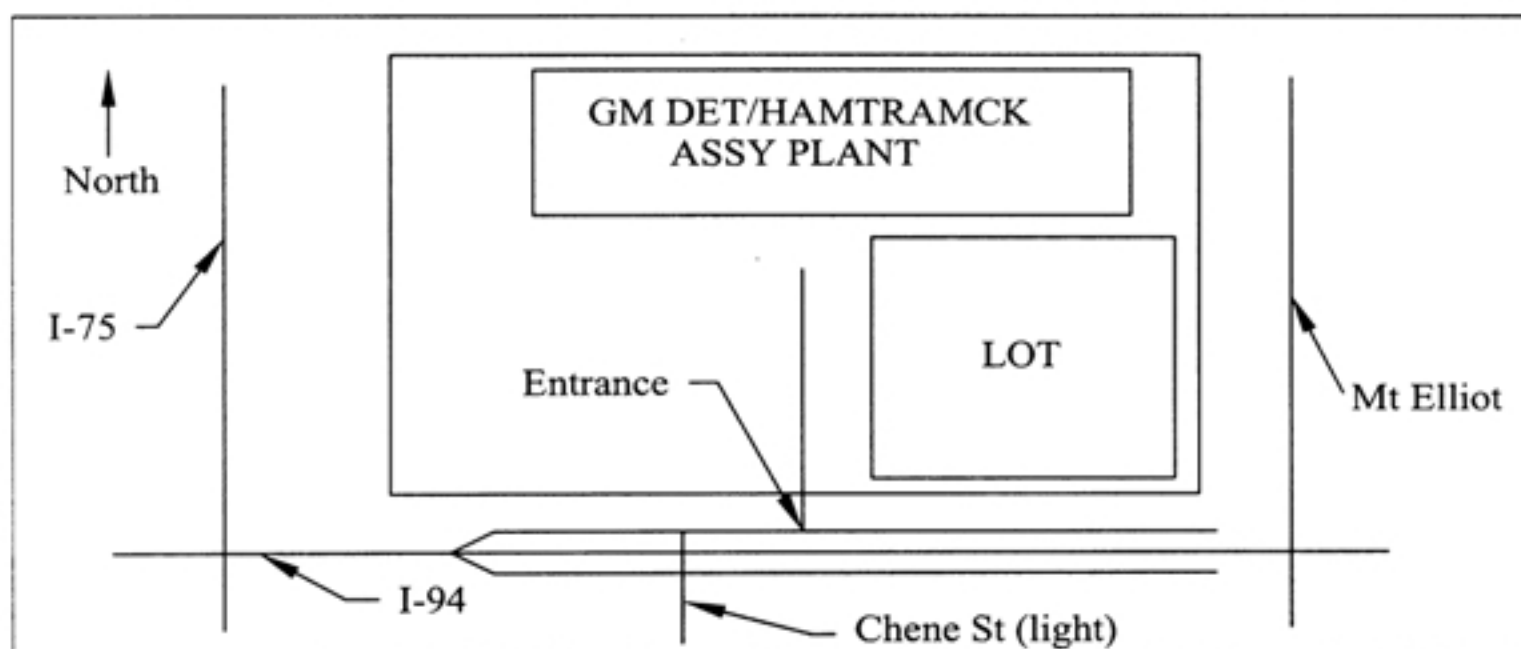 GM DET/HAMTRAMCK
ASSY PLANT
North
I-75
LOT
Entrance
Mt Elliot
I-94
Chene St (light)